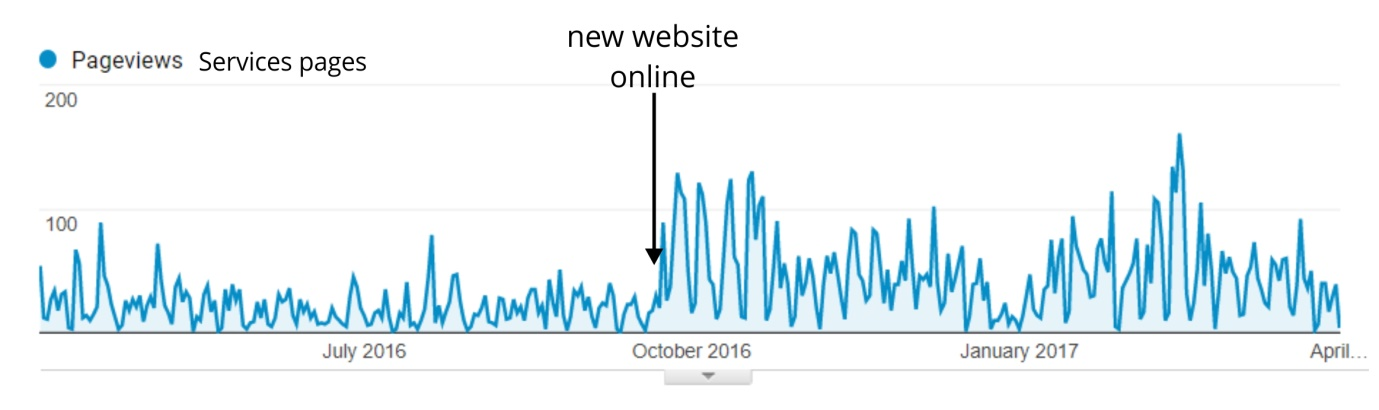 new website
online
Pageviews Services pages
200
100
July 2016 October 2016 January 2017 April...